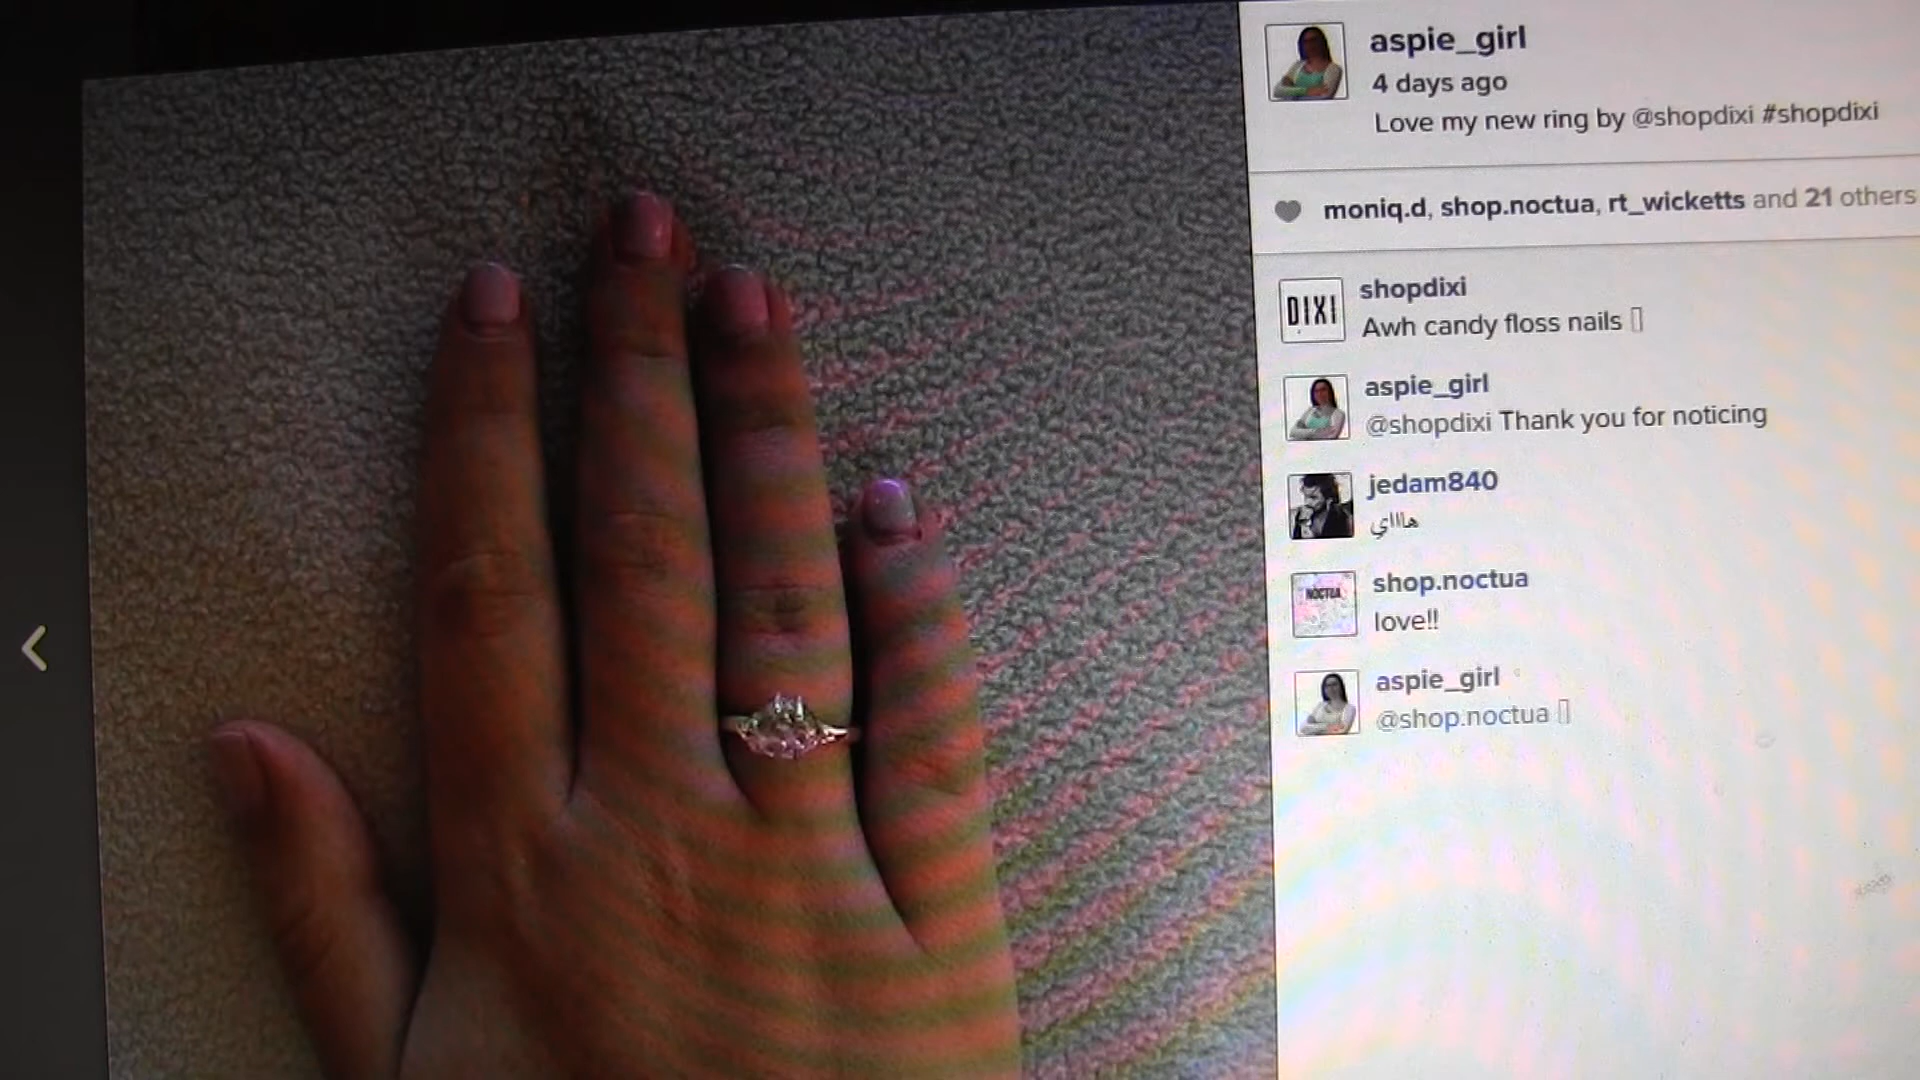 aspie_girl
4 days ago
Love my new ring by @shopdixi #shopdixi
moniq.d, shop.noctua, rt_wicketts and 21 others
DIXI
shopdixi
Awh candy floss nails
aspie_girl
@shopdixi Thank you for noticing
jedam840
هاااي
NOCTUA
shop.noctua
love!!
aspie_girl
@shop.noctua